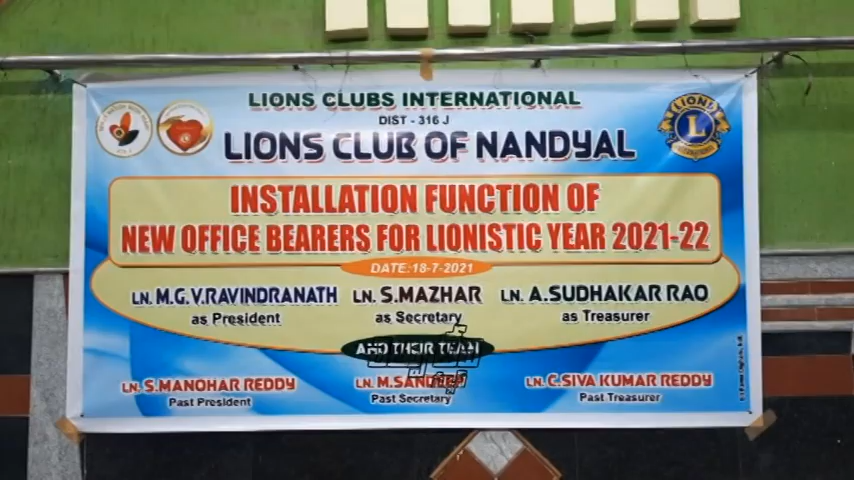 LIONS CLUBS INTERNATIONAL
DIST - 316 J
LIONS CLUB OF NANDYAL
INSTALLATION FUNCTION OF
NEW OFFICE BEARERS FOR LIONISTIC YEAR 2021-22
DATE:18-7-2021
LN. M.G.V.RAVINDRANATH LN. S.MAZHAR LN. A.SUDHAKAR RAO
as President as Secretary as Treasurer
AND THEIR TEAM
LN. S.MANOHAR REDDY LN. LN. C.SIVA KUMAR REDDY
Past President Past Secretary Past Treasurer
LIONS
L
INTERNATIONAL